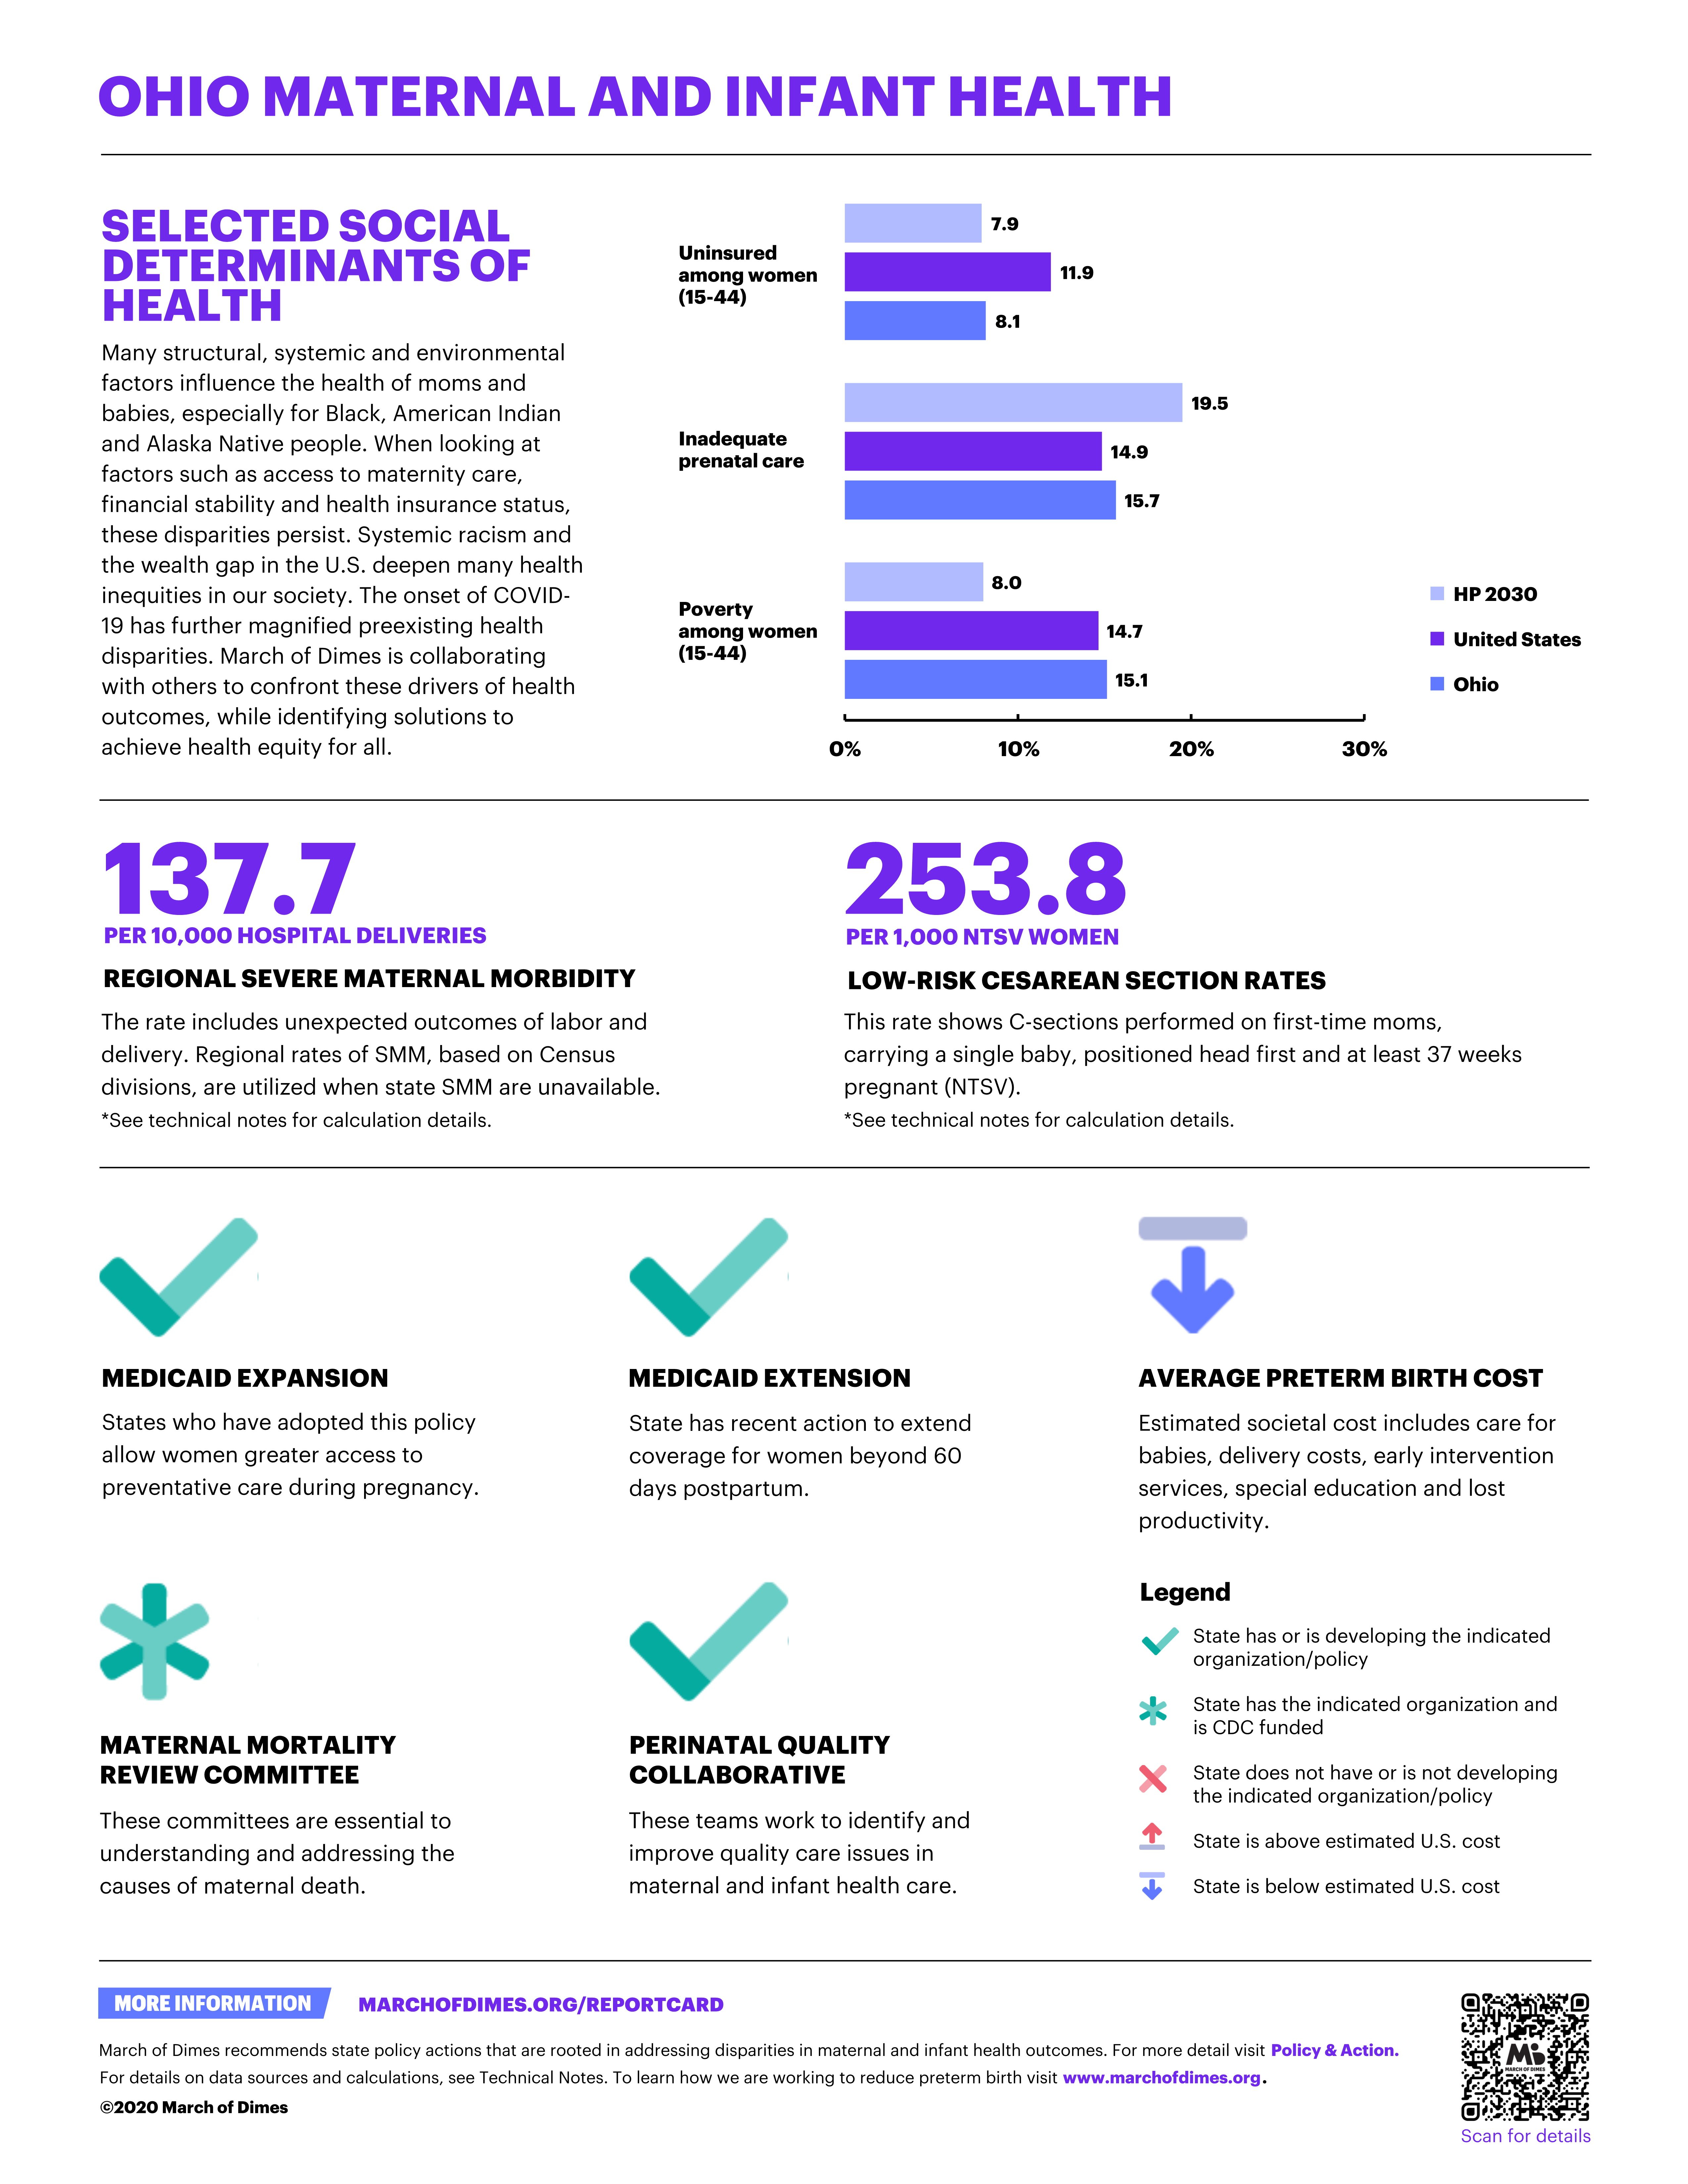 OHIO MATERNAL AND INFANT HEALTH
SELECTED SOCIAL
DETERMINANTS OF
HEALTH
Many structural, systemic and environmental
factors influence the health of moms and
babies, especially for Black, American Indian
and Alaska Native people. When looking at
factors such as access to maternity care,
financial stability and health insurance status,
these disparities persist. Systemic racism and
the wealth gap in the U.S. deepen many health
inequities in our society. The onset of COVID-
19 has further magnified preexisting health
disparities. March of Dimes is collaborating
with others to confront these drivers of health
outcomes, while identifying solutions to
achieve health equity for all.
Uninsured
among women
(15-44)
7.9
11.9
8.1
Inadequate
prenatal care
19.5
14.9
15.7
Poverty
among women
(15-44)
8.0
14.7
15.1
0% 10% 20% 30%
HP 2030
United States
Ohio
137.7
PER 10,000 HOSPITAL DELIVERIES
REGIONAL SEVERE MATERNAL MORBIDITY
The rate includes unexpected outcomes of labor and
delivery. Regional rates of SMM, based on Census
divisions, are utilized when state SMM are unavailable.
*See technical notes for calculation details.
253.8
PER 1,000 NTSV WOMEN
LOW-RISK CESAREAN SECTION RATES
This rate shows C-sections performed on first-time moms,
carrying a single baby, positioned head first and at least 37 weeks
pregnant (NTSV).
*See technical notes for calculation details.
MEDICAID EXPANSION
States who have adopted this policy
allow women greater access to
preventative care during pregnancy.
MEDICAID EXTENSION
State has recent action to extend
coverage for women beyond 60
days postpartum.
AVERAGE PRETERM BIRTH COST
Estimated societal cost includes care for
babies, delivery costs, early intervention
services, special education and lost
productivity.
MATERNAL MORTALITY
REVIEW COMMITTEE
These committees are essential to
understanding and addressing the
causes of maternal death.
PERINATAL QUALITY
COLLABORATIVE
These teams work to identify and
improve quality care issues in
maternal and infant health care.
Legend
State has or is developing the indicated
organization/policy
State has the indicated organization and
is CDC funded
State does not have or is not developing
the indicated organization/policy
State is above estimated U.S. cost
State is below estimated U.S. cost
MORE INFORMATION MARCHOFDIMES.ORG/REPORTCARD
March of Dimes recommends state policy actions that are rooted in addressing disparities in maternal and infant health outcomes. For more detail visit Policy & Action.
For details on data sources and calculations, see Technical Notes. To learn how we are working to reduce preterm birth visit www.marchofdimes.org.
©2020 March of Dimes
MARCH OF DIMES
Scan for details